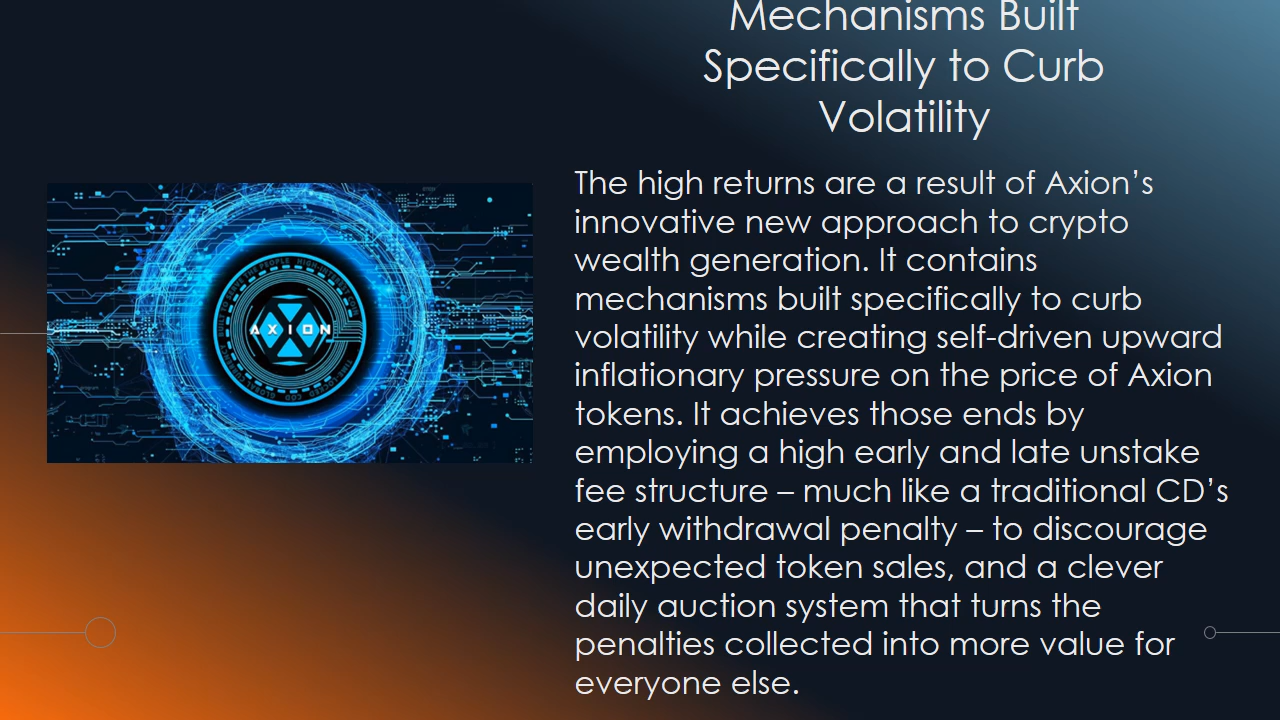 Mechanisms Built
Specifically to Curb
Volatility
The high returns are a result of Axion’s
innovative new approach to crypto
wealth generation. It contains
mechanisms built specifically to curb
volatility while creating self-driven upward
inflationary pressure on the price of Axion
tokens. It achieves those ends by
employing a high early and late unstake
fee structure – much like a traditional CD’s
early withdrawal penalty – to discourage
unexpected token sales, and a clever
daily auction system that turns the
penalties collected into more value for
everyone else.
AXION